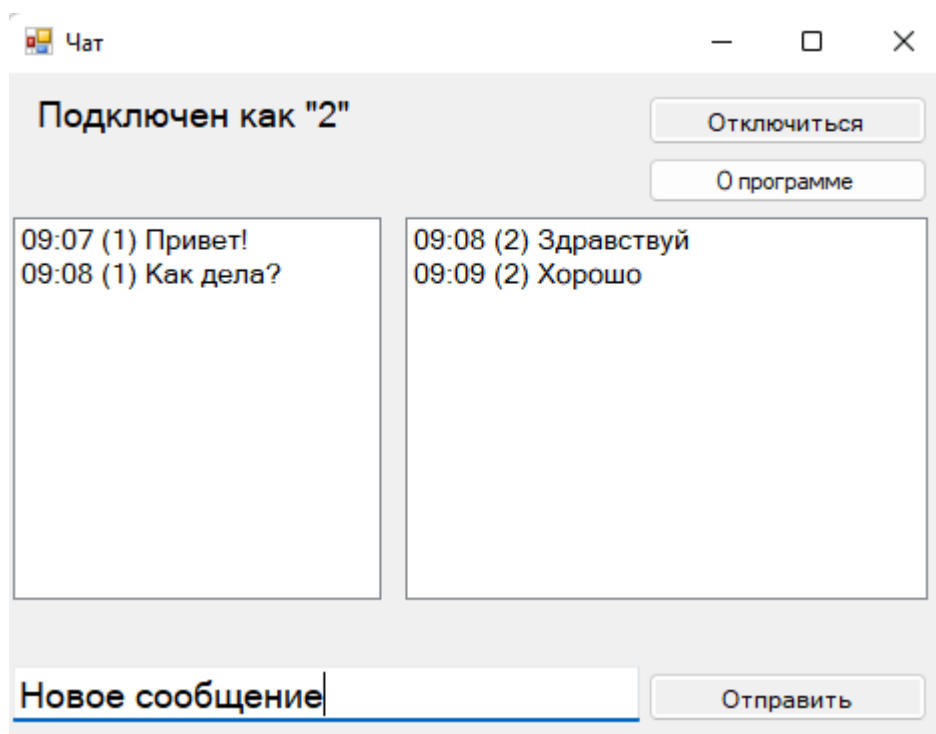 Чат
Подключен как "2"
Отключиться
О программе
09:07 (1) Привет!
09:08 (1) Как дела?
09:08 (2) Здравствуй
09:09 (2) Хорошо
Новое сообщение
Отправить